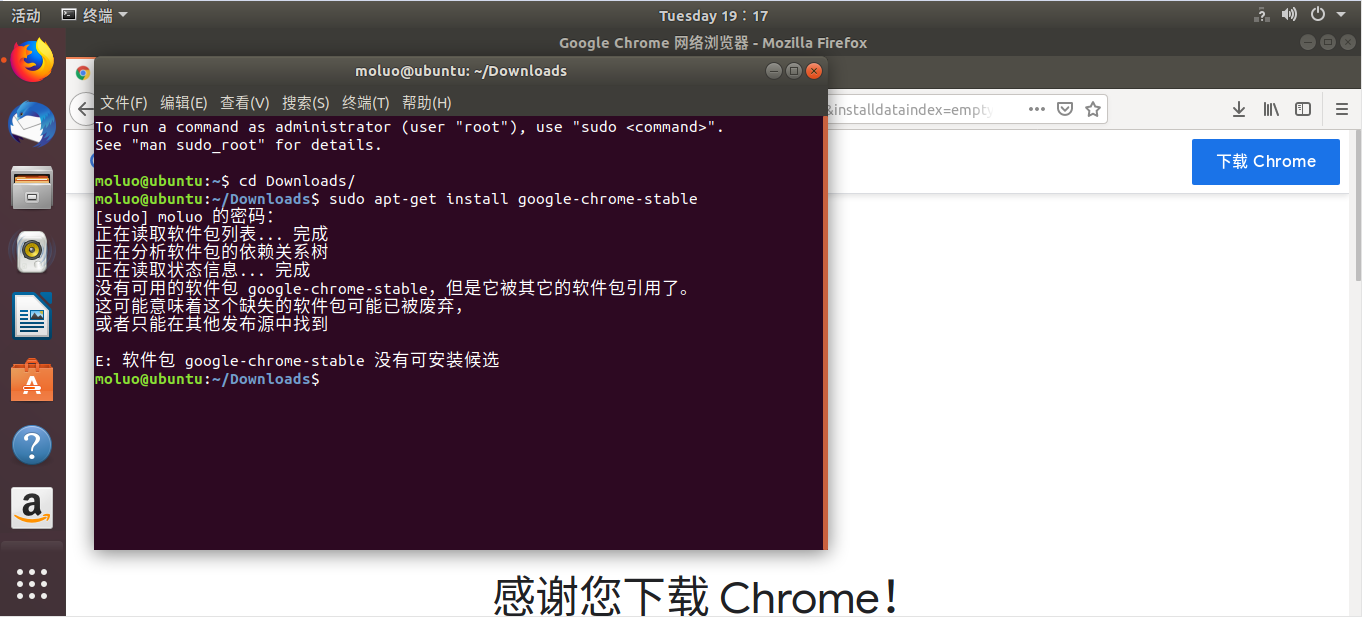 活动
终端
Tuesday 19：17
Google Chrome 网络浏览器 - Mozilla Firefox
moluo@ubuntu: ~/Downloads
文件(F) 编辑(E) 查看(V) 搜索(S) 终端(T) 帮助(H)
&installdataindex=empty
下载 Chrome
To run a command as administrator (user "root"), use "sudo <command>".
See "man sudo_root" for details.
moluo@ubuntu:~$ cd Downloads/
moluo@ubuntu:~/Downloads$ sudo apt-get install google-chrome-stable
[sudo] moluo 的密码：
正在读取软件包列表... 完成
正在分析软件包的依赖关系树
正在读取状态信息... 完成
没有可用的软件包 google-chrome-stable，但是它被其它的软件包引用了。
这可能意味着这个缺失的软件包可能已被废弃，
或者只能在其他发布源中找到
E: 软件包 google-chrome-stable 没有可安装候选
moluo@ubuntu:~/Downloads$
感谢您下载 Chrome！